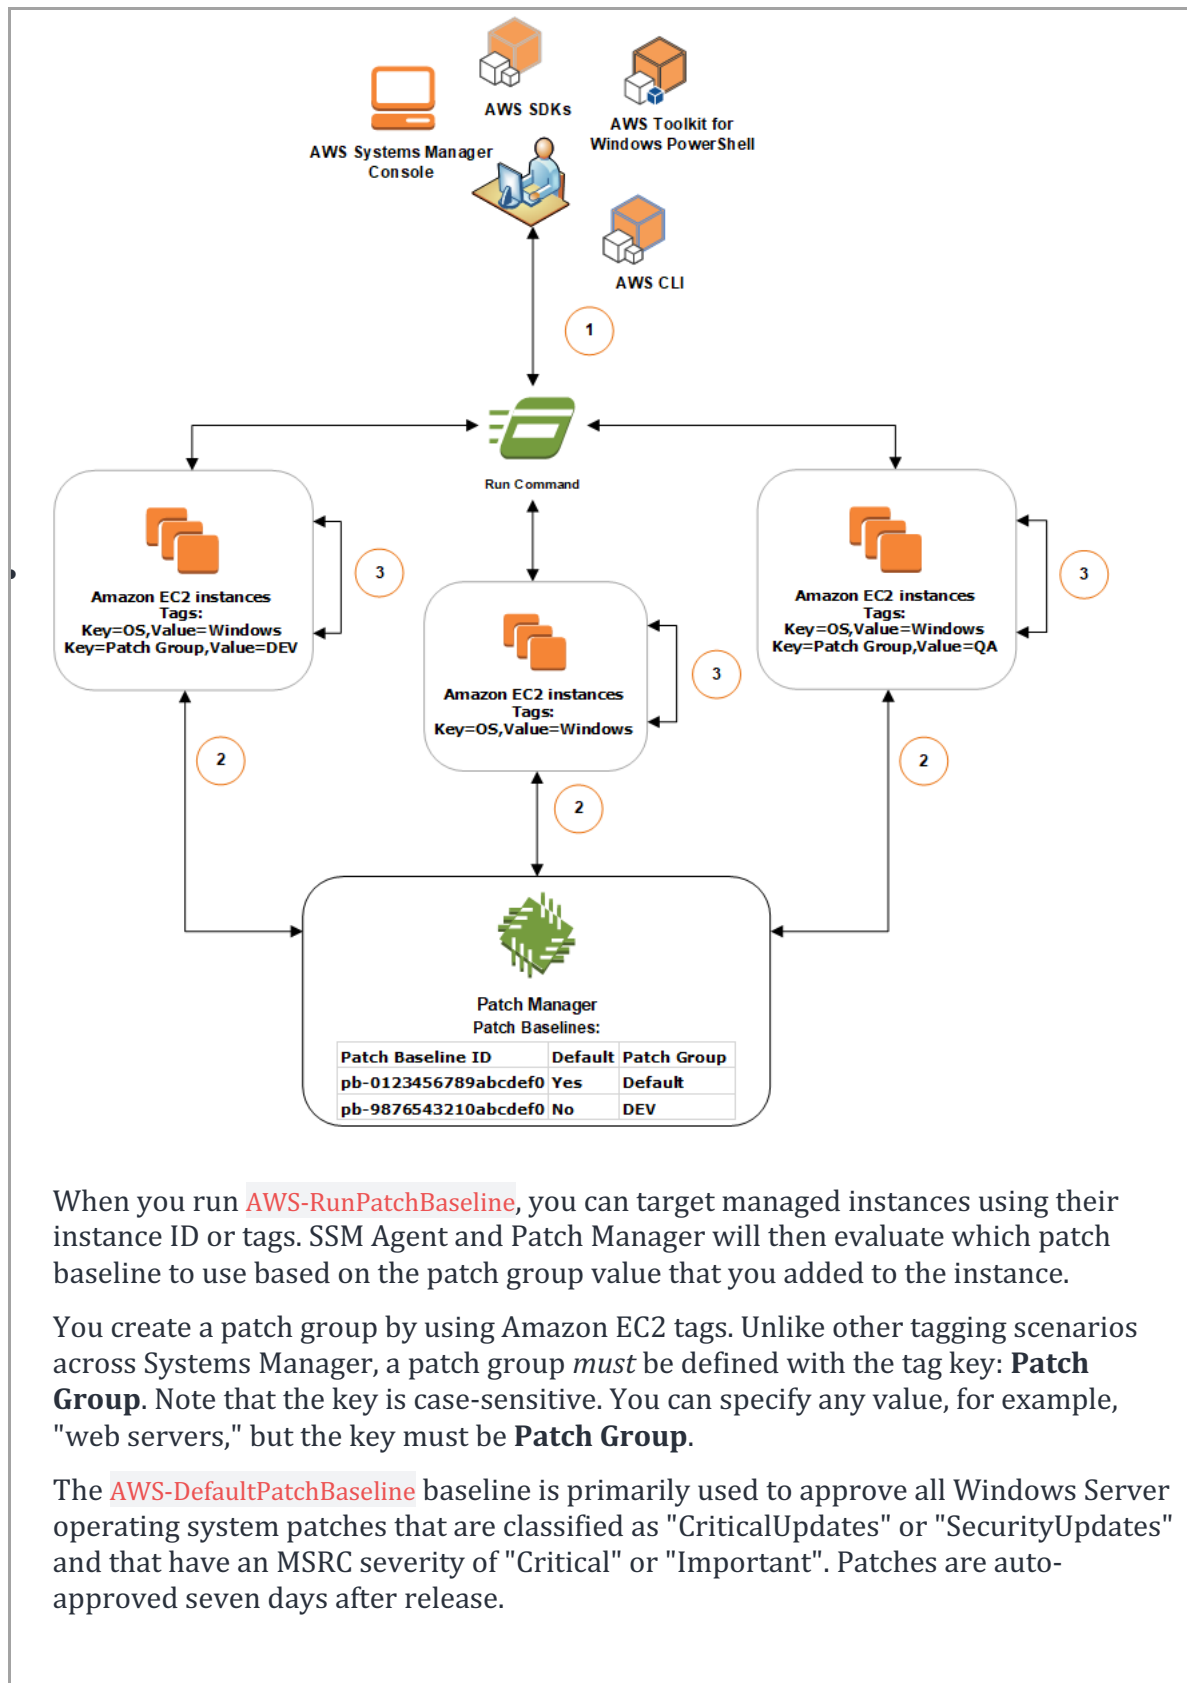 AWS SDKs
AWS Toolkit for
Windows PowerShell
AWS Systems Manager
Console
AWS CLI
1
Run Command
Amazon EC2 instances
Tags:
Key=OS,Value=Windows
Key=Patch Group,Value=DEV
3
Amazon EC2 instances
Tags:
Key=OS,Value=Windows
3
Amazon EC2 instances
Tags:
Key=OS,Value=Windows
Key=Patch Group,Value=QA
3
2
2
2
Patch Manager
Patch Baselines:
Patch Baseline ID Default Patch Group
pb-0123456789abcdef0 Yes Default
pb-9876543210abcdef0 No DEV
When you run AWS-RunPatchBaseline, you can target managed instances using their
instance ID or tags. SSM Agent and Patch Manager will then evaluate which patch
baseline to use based on the patch group value that you added to the instance.
You create a patch group by using Amazon EC2 tags. Unlike other tagging scenarios
across Systems Manager, a patch group must be defined with the tag key: Patch
Group. Note that the key is case-sensitive. You can specify any value, for example,
"web servers," but the key must be Patch Group.
The AWS-DefaultPatchBaseline baseline is primarily used to approve all Windows Server
operating system patches that are classified as "CriticalUpdates" or "SecurityUpdates"
and that have an MSRC severity of "Critical" or "Important". Patches are auto-
approved seven days after release.